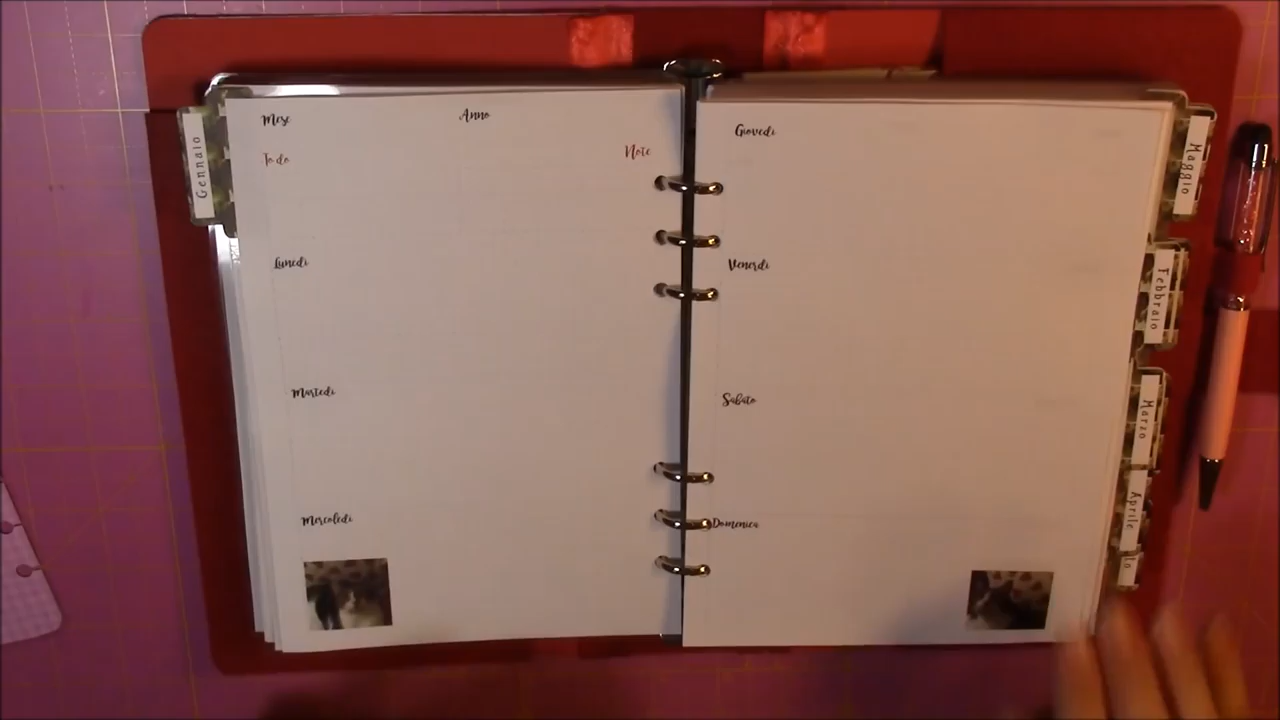 Gennaio
Mese
Anno
To do
Note
Lunedì
Martedì
Mercoledì
Giovedì
Venerdì
Sabato
Domenica
Maggio
Febbraio
Marzo
Aprile